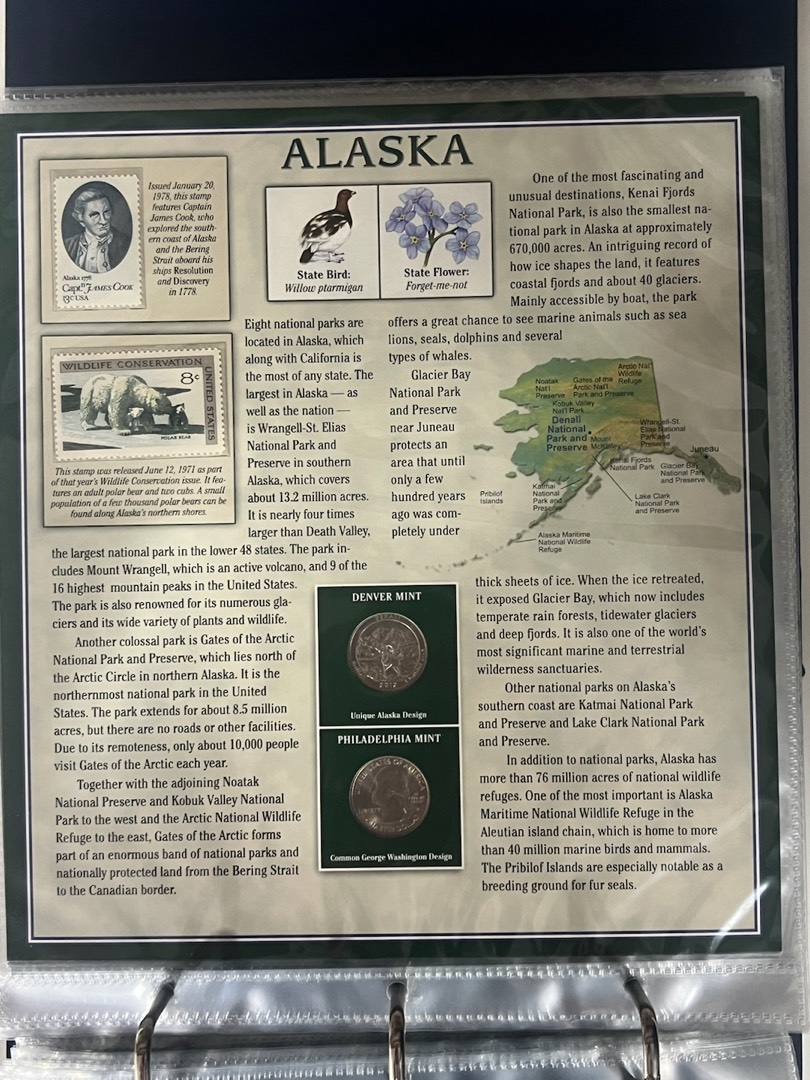 ALASKA
Issued January 20,
1978, this stamp
features Captain
James Cook, who
explored the south-
ern coast of Alaska
and the Bering
Strait aboard his
ships Resolution
and Discovery
in 1778.
Alaska 1778
Capt JAMES COOK
13c USA
WILDLIFE CONSERVATION
8c
UNITED STATES
POLAR BEAR
This stamp was released June 12, 1971 as part
of that year's Wildlife Conservation issue. It fea-
tures an adult polar bear and two cubs. A small
population of a few thousand polar bears can be
found along Alaska's northern shores.
State Bird:
Willow ptarmigan
State Flower:
Forget-me-not
Eight national parks are
located in Alaska, which
along with California is
the most of any state. The
largest in Alaska — as
well as the nation —
is Wrangell-St. Elias
National Park and
Preserve in southern
Alaska, which covers
about 13.2 million acres.
It is nearly four times
larger than Death Valley,
the largest national park in the lower 48 states. The park in-
cludes Mount Wrangell, which is an active volcano, and 9 of the
16 highest mountain peaks in the United States.
The park is also renowned for its numerous gla-
ciers and its wide variety of plants and wildlife.
Another colossal park is Gates of the Arctic
National Park and Preserve, which lies north of
the Arctic Circle in northern Alaska. It is the
northernmost national park in the United
States. The park extends for about 8.5 million
acres, but there are no roads or other facilities.
Due to its remoteness, only about 10,000 people
visit Gates of the Arctic each year.
Together with the adjoining Noatak
National Preserve and Kobuk Valley National
Park to the west and the Arctic National Wildlife
Refuge to the east, Gates of the Arctic forms
part of an enormous band of national parks and
nationally protected land from the Bering Strait
to the Canadian border.
One of the most fascinating and
unusual destinations, Kenai Fjords
National Park, is also the smallest na-
tional park in Alaska at approximately
670,000 acres. An intriguing record of
how ice shapes the land, it features
coastal fjords and about 40 glaciers.
Mainly accessible by boat, the park
offers a great chance to see marine animals such as sea
lions, seals, dolphins and several
types of whales.
Glacier Bay
National Park
and Preserve
near Juneau
protects an
area that until
only a few
hundred years
ago was com-
pletely under
thick sheets of ice. When the ice retreated,
it exposed Glacier Bay, which now includes
temperate rain forests, tidewater glaciers
and deep fjords. It is also one of the world's
most significant marine and terrestrial
wilderness sanctuaries.
Other national parks on Alaska's
southern coast are Katmai National Park
and Preserve and Lake Clark National Park
and Preserve.
In addition to national parks, Alaska has
more than 76 million acres of national wildlife
refuges. One of the most important is Alaska
Maritime National Wildlife Refuge in the
Aleutian island chain, which is home to more
than 40 million marine birds and mammals.
The Pribilof Islands are especially notable as a
breeding ground for fur seals.
Arctic Nat'l
Wildlife
Refuge
Noatak
Nat'l
Preserve
Gates of the
Arctic Nat'l
Park and Preserve
Kobuk Valley
Nat'l Park
Denali
National
Park and
Preserve
Mount
McKinley
Wrangell-St.
Elias National
Park and
Preserve
Juneau
Kenai Fjords
National Park
Glacier Bay
National Park
and Preserve
Katmai
National
Park and
Preserve
Lake Clark
National Park
and Preserve
Pribilof
Islands
Alaska Maritime
National Wildlife
Refuge
DENVER MINT
DENALI
2012
Unique Alaska Design
PHILADELPHIA MINT
UNITED STATES OF AMERICA
LIBERTY
Common George Washington Design